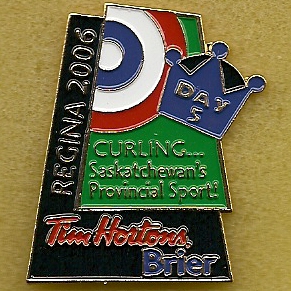 REGINA 2006
DAY
5
CURLING...
Saskatchewan's
Provincial Sport!
Tim Hortons
Brier